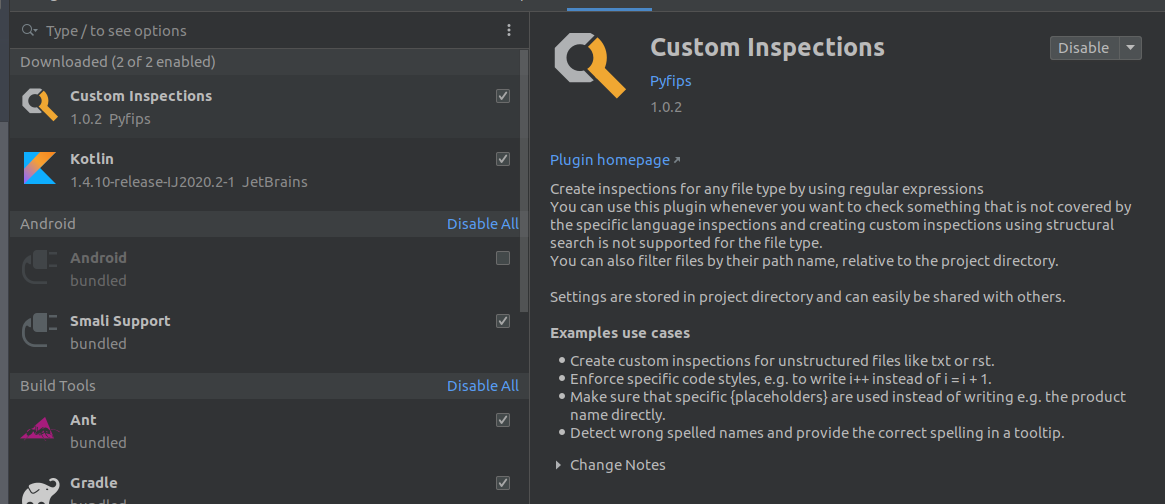 Type / to see options
Downloaded (2 of 2 enabled)
Custom Inspections
1.0.2 Pyfips
Kotlin
1.4.10-release-IJ2020.2-1 JetBrains
Android
Disable All
Android
bundled
Smali Support
bundled
Build Tools
Disable All
Ant
bundled
Gradle
bundled
Custom Inspections
Disable
Pyfips
1.0.2
Plugin homepage
Create inspections for any file type by using regular expressions
You can use this plugin whenever you want to check something that is not covered by
the specific language inspections and creating custom inspections using structural
search is not supported for the file type.
You can also filter files by their path name, relative to the project directory.
Settings are stored in project directory and can easily be shared with others.
Examples use cases
• Create custom inspections for unstructured files like txt or rst.
• Enforce specific code styles, e.g. to write i++ instead of i = i + 1.
• Make sure that specific {placeholders} are used instead of writing e.g. the product
name directly.
• Detect wrong spelled names and provide the correct spelling in a tooltip.
Change Notes